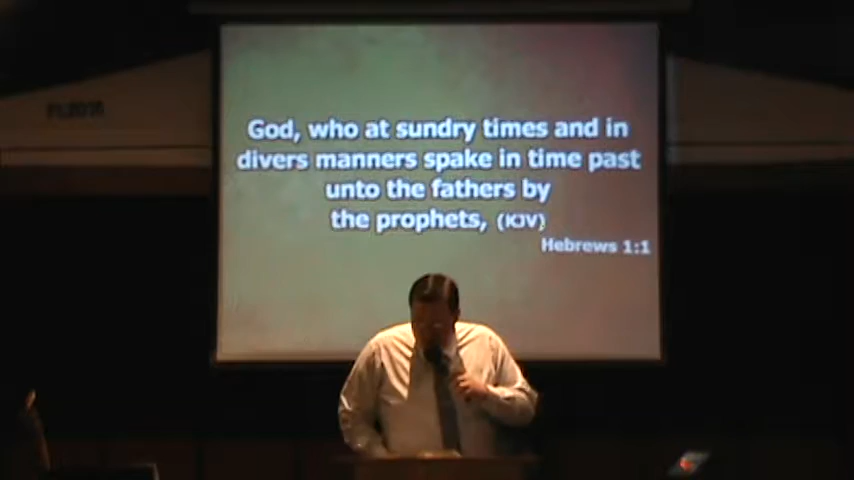 God, who at sundry times and in
divers manners spake in time past
unto the fathers by
the prophets, (KJV)
Hebrews 1:1